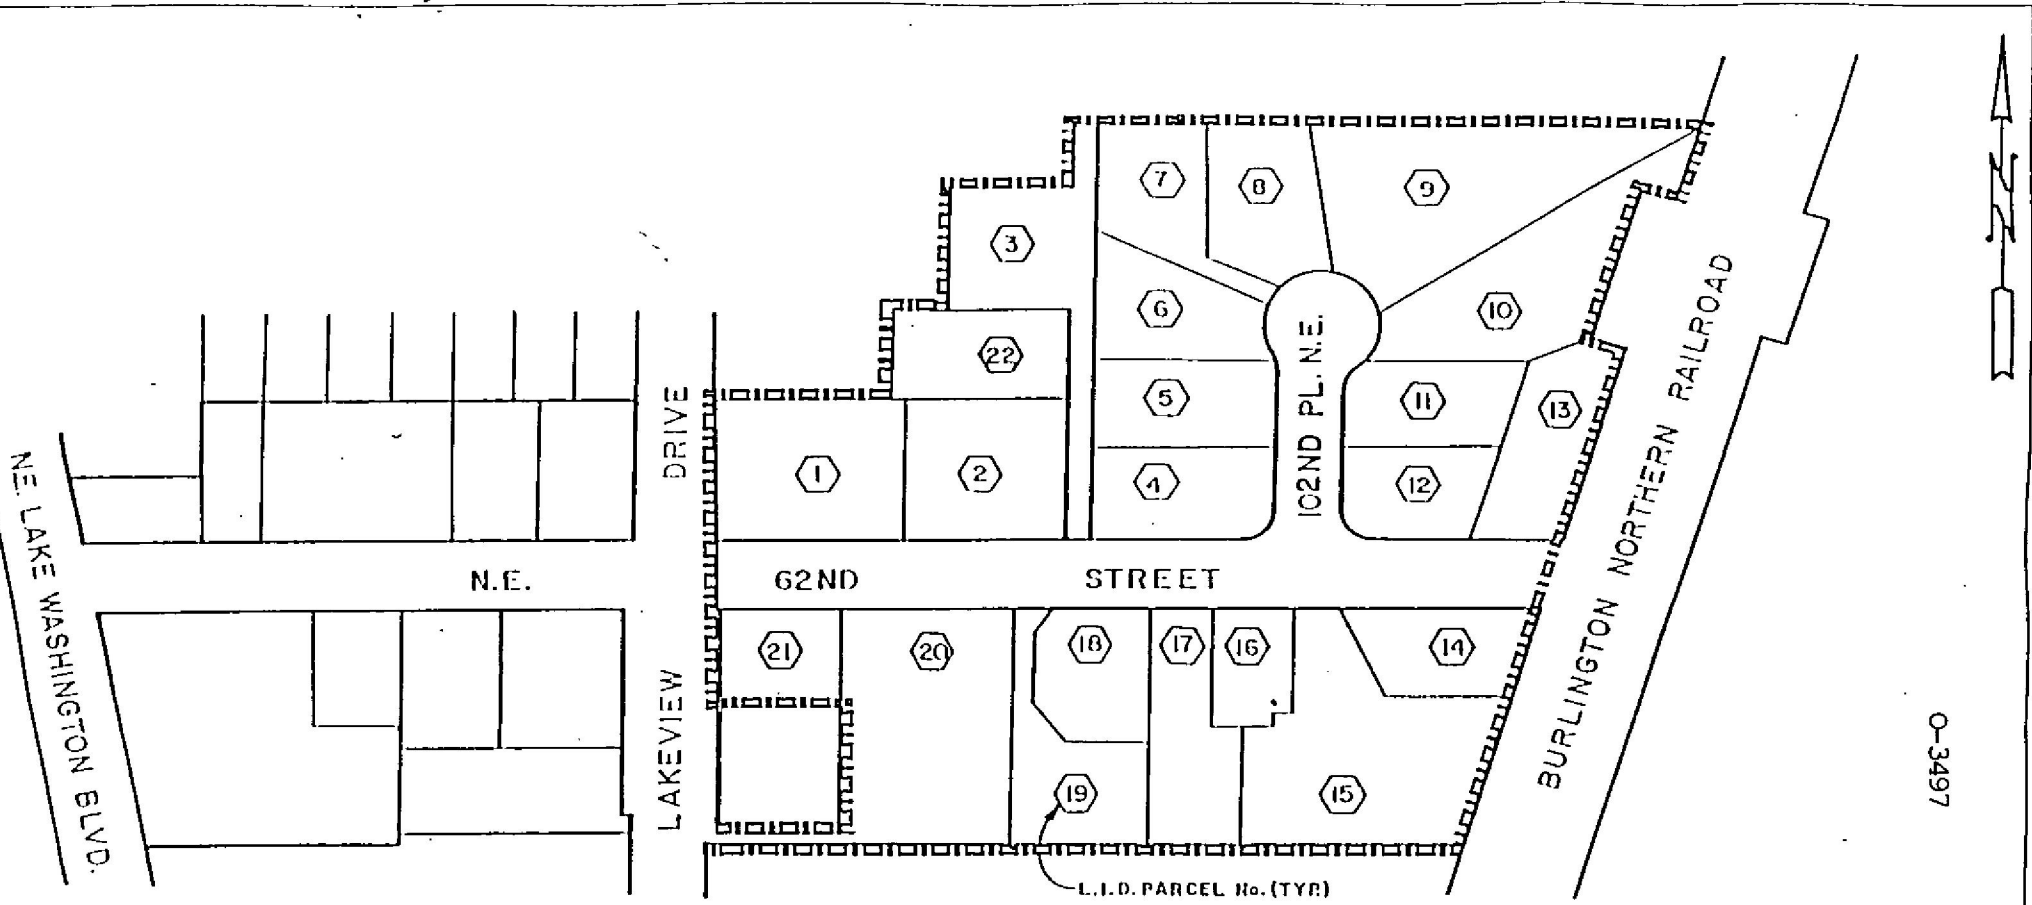 7
8
9
3
6
10
22
5
11
13
1
2
4
12
102ND PL. N.E.
N
NE. LAKE WASHINGTON BLVD.
LAKEVIEW DRIVE
N.E. 62ND STREET
BURLINGTON NORTHERN RAILROAD
21
20
18
17
16
14
19
15
L.I.D. PARCEL No. (TYP.)
O-3497